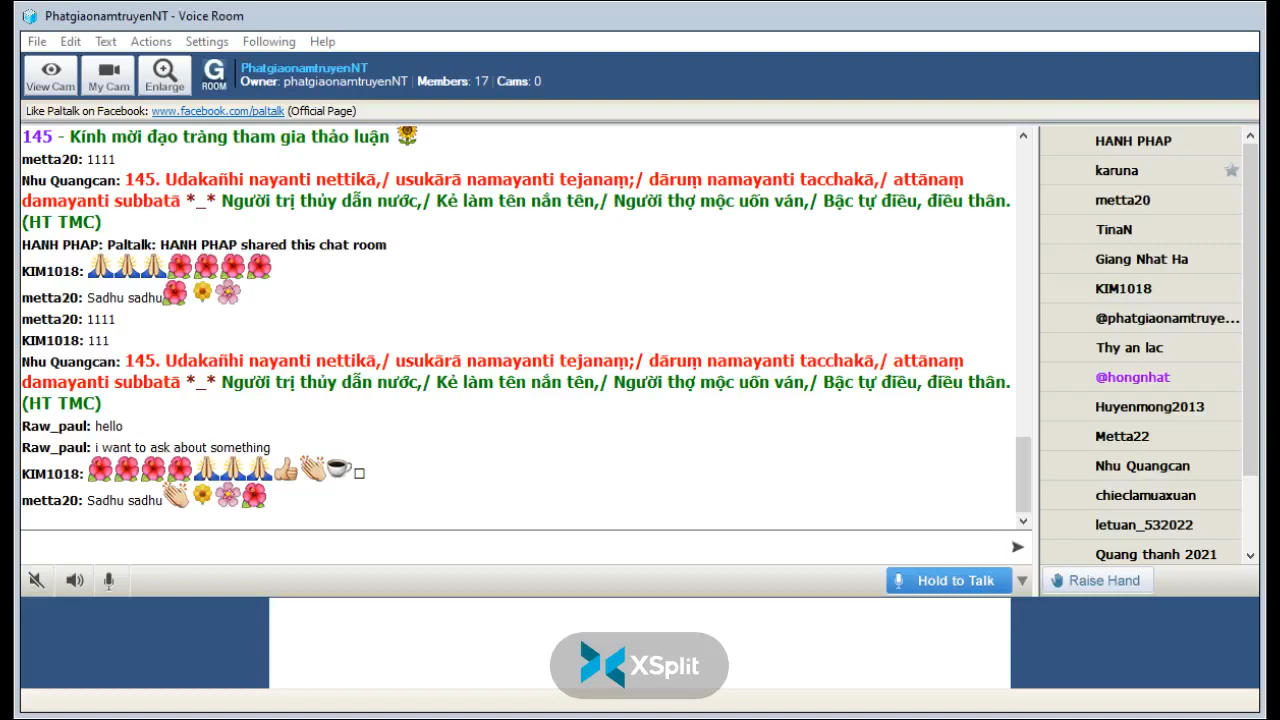 PhatgiaonamtruyenNT - Voice Room
File Edit Text Actions Settings Following Help
View Cam My Cam Enlarge G ROOM
PhatgiaonamtruyenNT
Owner: phatgiaonamtruyenNT Members: 17 Cams: 0
Like Paltalk on Facebook: www.facebook.com/paltalk (Official Page)
145 - Kính mời đạo tràng tham gia thảo luận
metta20: 1111
Nhu Quangcan: 145. Udakañhi nayanti nettikā,/ usukārā namayanti tejanaṃ;/ dāruṃ namayanti tacchakā,/ attānaṃ
damayanti subbatā *_* Người trị thủy dẫn nước,/ Kẻ làm tên nắn tên,/ Người thợ mộc uốn ván,/ Bậc tự điều, điều thân.
(HT TMC)
HANH PHAP: Paltalk: HANH PHAP shared this chat room
KIM1018:
metta20: Sadhu sadhu
metta20: 1111
KIM1018: 111
Nhu Quangcan: 145. Udakañhi nayanti nettikā,/ usukārā namayanti tejanaṃ;/ dāruṃ namayanti tacchakā,/ attānaṃ
damayanti subbatā *_* Người trị thủy dẫn nước,/ Kẻ làm tên nắn tên,/ Người thợ mộc uốn ván,/ Bậc tự điều, điều thân.
(HT TMC)
Raw_paul: hello
Raw_paul: i want to ask about something
KIM1018:
metta20: Sadhu sadhu
HANH PHAP
karuna
metta20
TinaN
Giang Nhat Ha
KIM1018
@phatgiaonamtruye...
Thy an lac
@hongnhat
Huyenmong2013
Metta22
Nhu Quangcan
chieclamuaxuan
letuan_532022
Quang thanh 2021
Hold to Talk
Raise Hand
XSplit